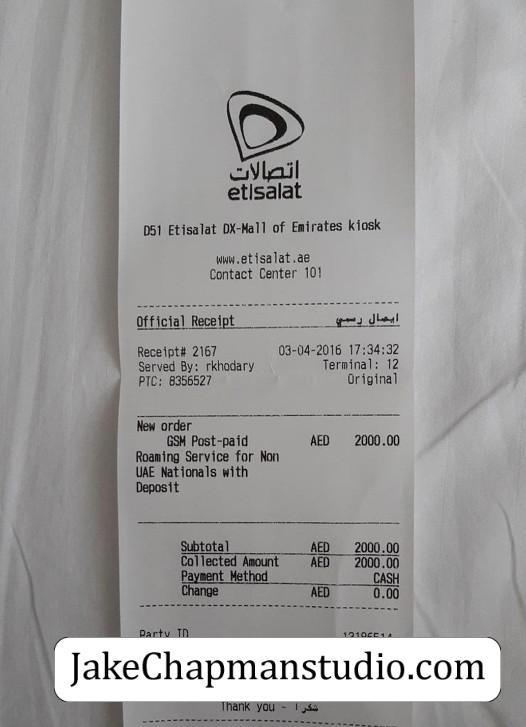 اتصالات
etisalat
D51 Etisalat DX-Mall of Emirates kiosk
www.etisalat.ae
Contact Center 101
Official Receipt ايصال رسمي
Receipt# 2167 03-04-2016 17:34:32
Served By: rkhodary Terminal: 12
PTC: 8356527 Original
New order
GSM Post-paid AED 2000.00
Roaming Service for Non
UAE Nationals with
Deposit
Subtotal AED 2000.00
Collected Amount AED 2000.00
Payment Method CASH
Change AED 0.00
Party ID
JakeChapmanstudio.com
Thank you - شكرا